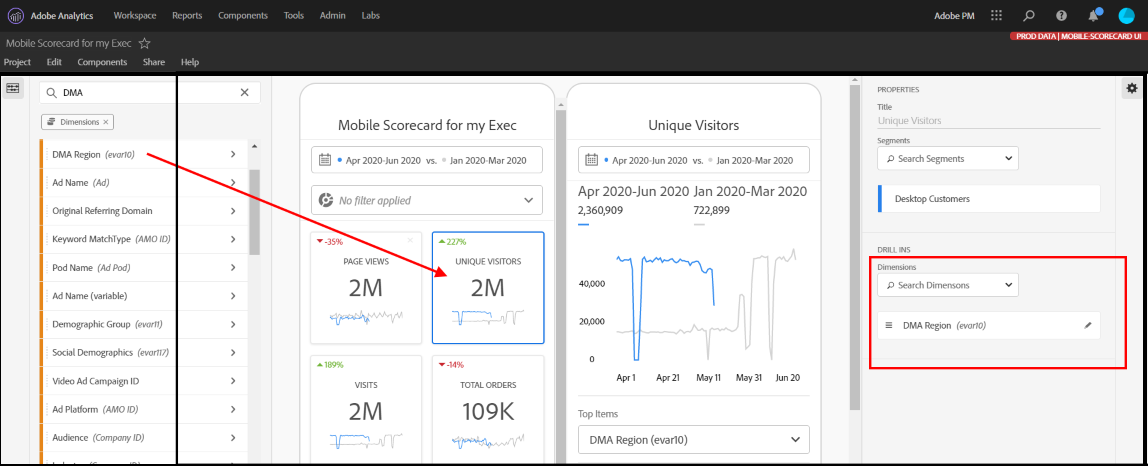 Adobe Analytics Workspace Reports Components Tools Admin Labs Adobe PM
Mobile Scorecard for my Exec
PROD DATA | MOBILE-SCORECARD UI
Project Edit Components Share Help
DMA
Dimensions
DMA Region (evar10)
Ad Name (Ad)
Original Referring Domain
Keyword MatchType (AMO ID)
Pod Name (Ad Pod)
Ad Name (variable)
Demographic Group (evar11)
Social Demographics (evar117)
Video Ad Campaign ID
Ad Platform (AMO ID)
Audience (Company ID)
Mobile Scorecard for my Exec
Apr 2020-Jun 2020 vs. Jan 2020-Mar 2020
No filter applied
-35%
PAGE VIEWS
2M
227%
UNIQUE VISITORS
2M
189%
VISITS
2M
-14%
TOTAL ORDERS
109K
Unique Visitors
Apr 2020-Jun 2020 vs. Jan 2020-Mar 2020
Apr 2020-Jun 2020 Jan 2020-Mar 2020
2,360,909 722,899
40,000
20,000
0
Apr 1 Apr 21 May 11 May 31 Jun 20
Top Items
DMA Region (evar10)
PROPERTIES
Title
Unique Visitors
Segments
Search Segments
Desktop Customers
DRILL INS
Dimensions
Search Dimensons
DMA Region (evar10)